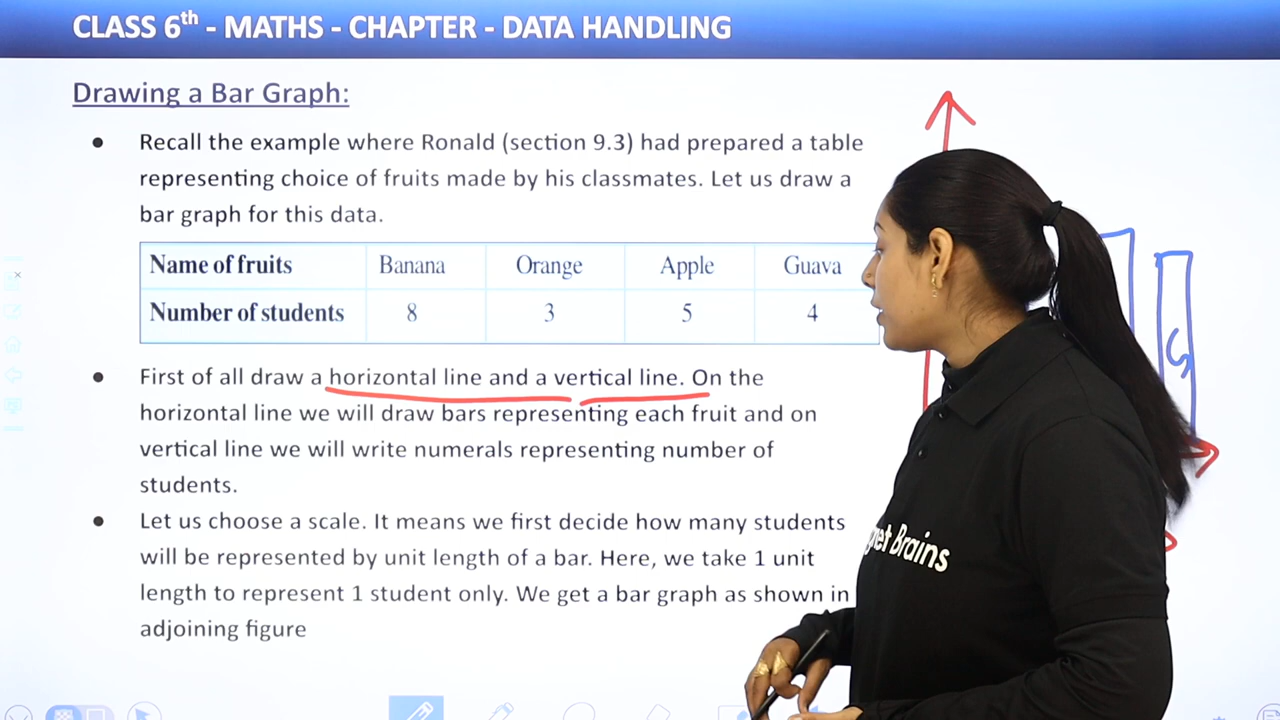 CLASS 6th - MATHS - CHAPTER - DATA HANDLING
Drawing a Bar Graph:
• Recall the example where Ronald (section 9.3) had prepared a table
representing choice of fruits made by his classmates. Let us draw a
bar graph for this data.
Name of fruits Banana Orange Apple Guava
Number of students 8 3 5 4
• First of all draw a horizontal line and a vertical line. On the
horizontal line we will draw bars representing each fruit and on
vertical line we will write numerals representing number of
students.
• Let us choose a scale. It means we first decide how many students
will be represented by unit length of a bar. Here, we take 1 unit
length to represent 1 student only. We get a bar graph as shown in
adjoining figure
G
Brains